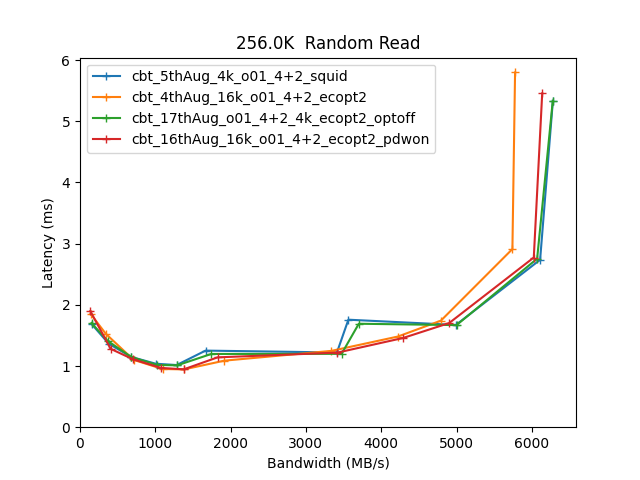 256.0K  Random Read
cbt_5thAug_4k_o01_4+2_squid
cbt_4thAug_16k_o01_4+2_ecopt2
cbt_17thAug_o01_4+2_4k_ecopt2_optoff
cbt_16thAug_16k_o01_4+2_ecopt2_pdwon
Latency (ms)
6
5
4
3
2
1
0
0 1000 2000 3000 4000 5000 6000
Bandwidth (MB/s)